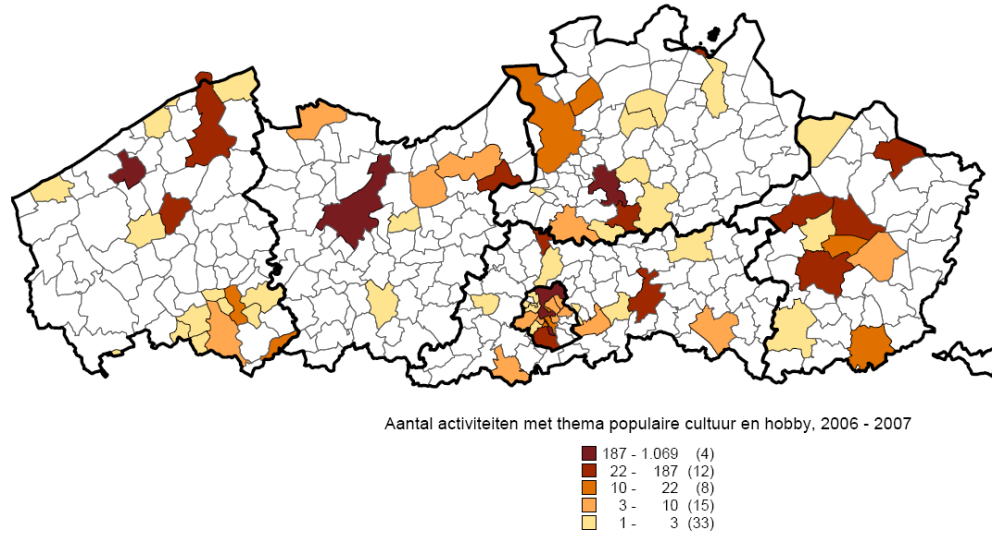 Aantal activiteiten met thema populaire cultuur en hobby, 2006 - 2007
187 - 1.069 (4)
22 - 187 (12)
10 - 22 (8)
3 - 10 (15)
1 - 3 (33)